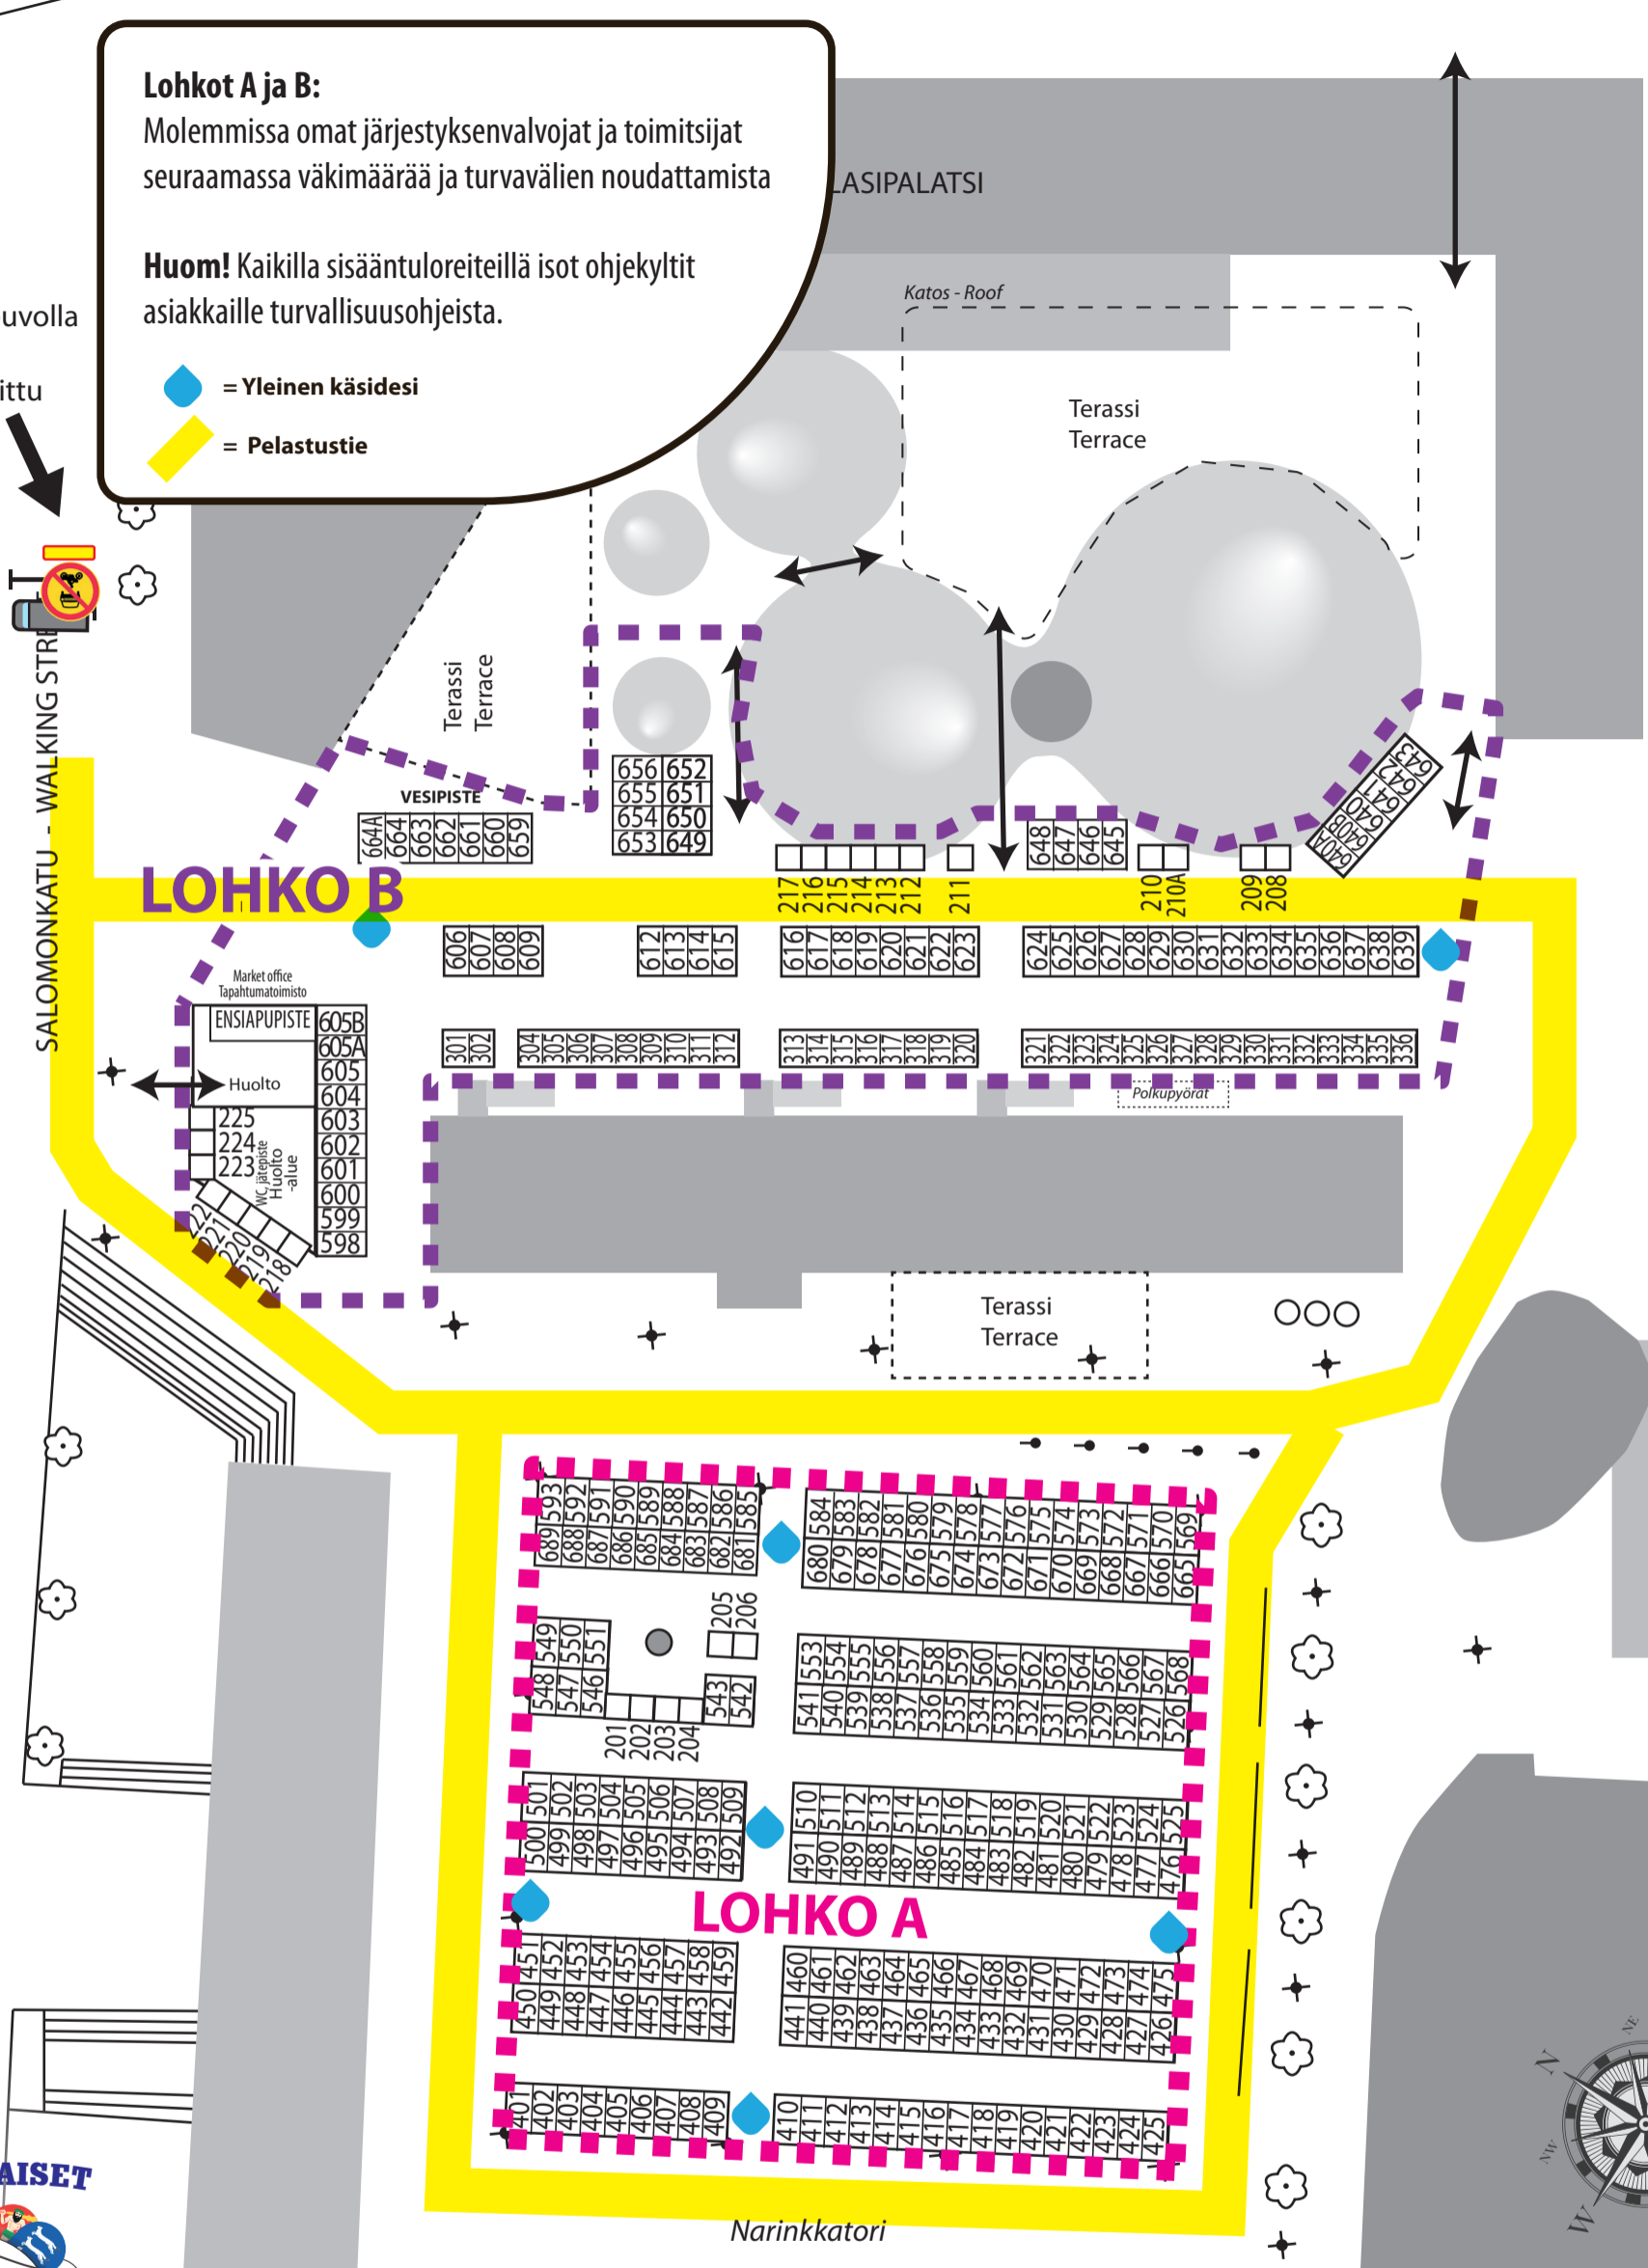 Lohkot A ja B:
Molemmissa omat järjestyksenvalvojat ja toimitsijat
seuraamassa väkimäärää ja turvavälien noudattamista
Huom! Kaikilla sisääntuloreiteillä isot ohjekyltit
asiakkaille turvallisuusohjeista.
= Yleinen käsidesi
= Pelastustie
LASIPALATSI
uvolla
ittu
Katos - Roof
Terassi
Terrace
SALOMONKATU - WALKING STRE
Terassi
Terrace
VESIPISTE
664A 664 663 662 661 660 659
656 652
655 651
654 650
653 649
648 647 646 645
643
642
641
640
640B
640A
LOHKO B
217 216 215 214 213 212 211
210 210A 209 208
606 607 608 609
612 613 614 615
616 617 618 619 620 621 622 623
624 625 626 627 628 629 630 631 632 633 634 635 636 637 638 639
Market office
Tapahtumatoimisto
ENSIAPUPISTE
605B
605A
605
604
603
602
601
600
599
598
Huolto
225
224
223
WC, jätepiste
Huolto
-alue
221
220
219
218
301 302
304 305 306 307 308 309 310 311 312
313 314 315 316 317 318 319 320
321 322 323 324 325 326 327 328 329 330 331 332 333 334 335 336
Polkupyörät
Terassi
Terrace
593 592 591 590 589 588 587 586 585
689 688 687 686 685 684 683 682 681
584 583 582 581 580 579 578 577 576 575 574 573 572 571 570 569
680 679 678 677 676 675 674 673 672 671 670 669 668 667 666 665
205 206
549 550 551
548 547 546
543 542
201 202 203 204
553 554 555 556 557 558 559 560 561 562 563 564 565 566 567 568
541 540 539 538 537 536 535 534 533 532 531 530 529 528 527 526
501 502 503 504 505 506 507 508 509
500 499 498 497 496 495 494 493 492
510 511 512 513 514 515 516 517 518 519 520 521 522 523 524 525
491 490 489 488 487 486 485 484 483 482 481 480 479 478 477 476
LOHKO A
451 452 453 454 455 456 457 458 459
450 449 448 447 446 445 444 443 442
460 461 462 463 464 465 466 467 468 469 470 471 472 473 474 475
441 440 439 438 437 436 435 434 433 432 431 430 429 428 427 426
401 402 403 404 405 406 407 408 409
410 411 412 413 414 415 416 417 418 419 420 421 422 423 424 425
Narinkkatori
AISET
N
NE
NW
W